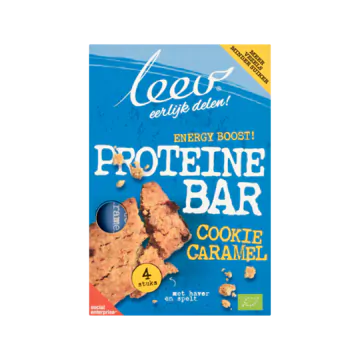 MEER
VEZELS
MINDER SUIKER
Leev.
eerlijk delen!
ENERGY BOOST!
PROTEINE
BAR
COOKIE
CARAMEL
4
stuks
met haver
en spelt
social
enterprise